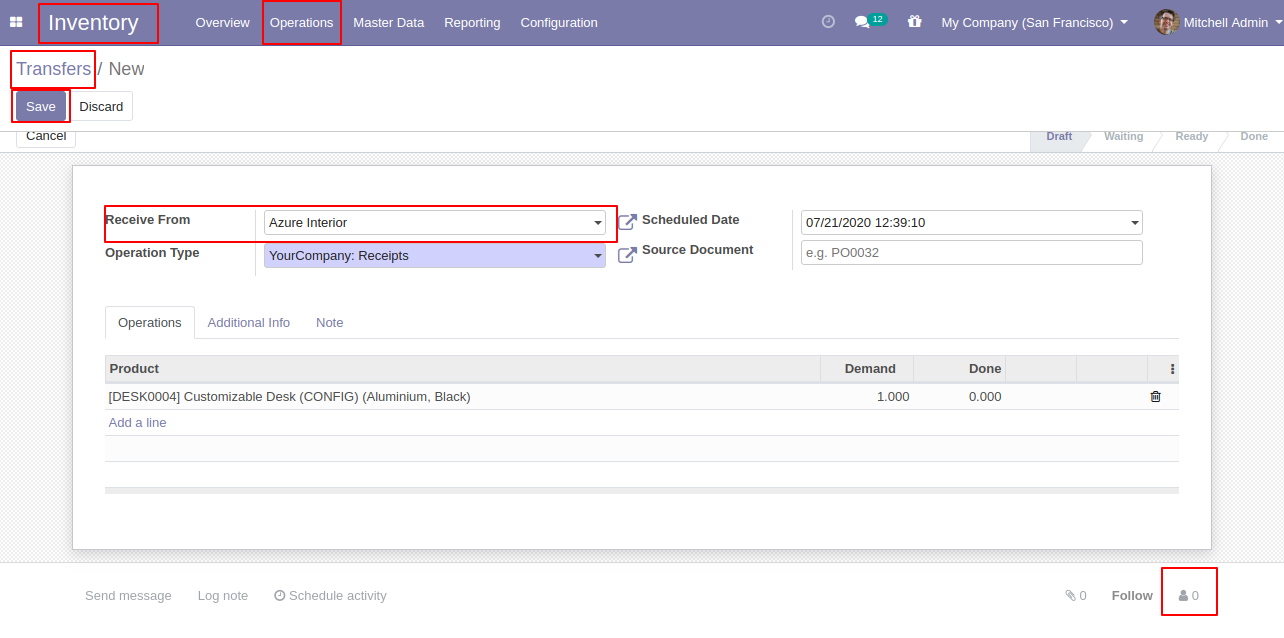 Inventory Overview Operations Master Data Reporting Configuration 12 My Company (San Francisco) Mitchell Admin
Transfers / New
Save Discard
Cancel Draft Waiting Ready Done
Receive From Azure Interior Scheduled Date 07/21/2020 12:39:10
Operation Type YourCompany: Receipts Source Document e.g. PO0032
Operations Additional Info Note
Product Demand Done
[DESK0004] Customizable Desk (CONFIG) (Aluminium, Black) 1.000 0.000
Add a line
Send message Log note Schedule activity 0 Follow 0